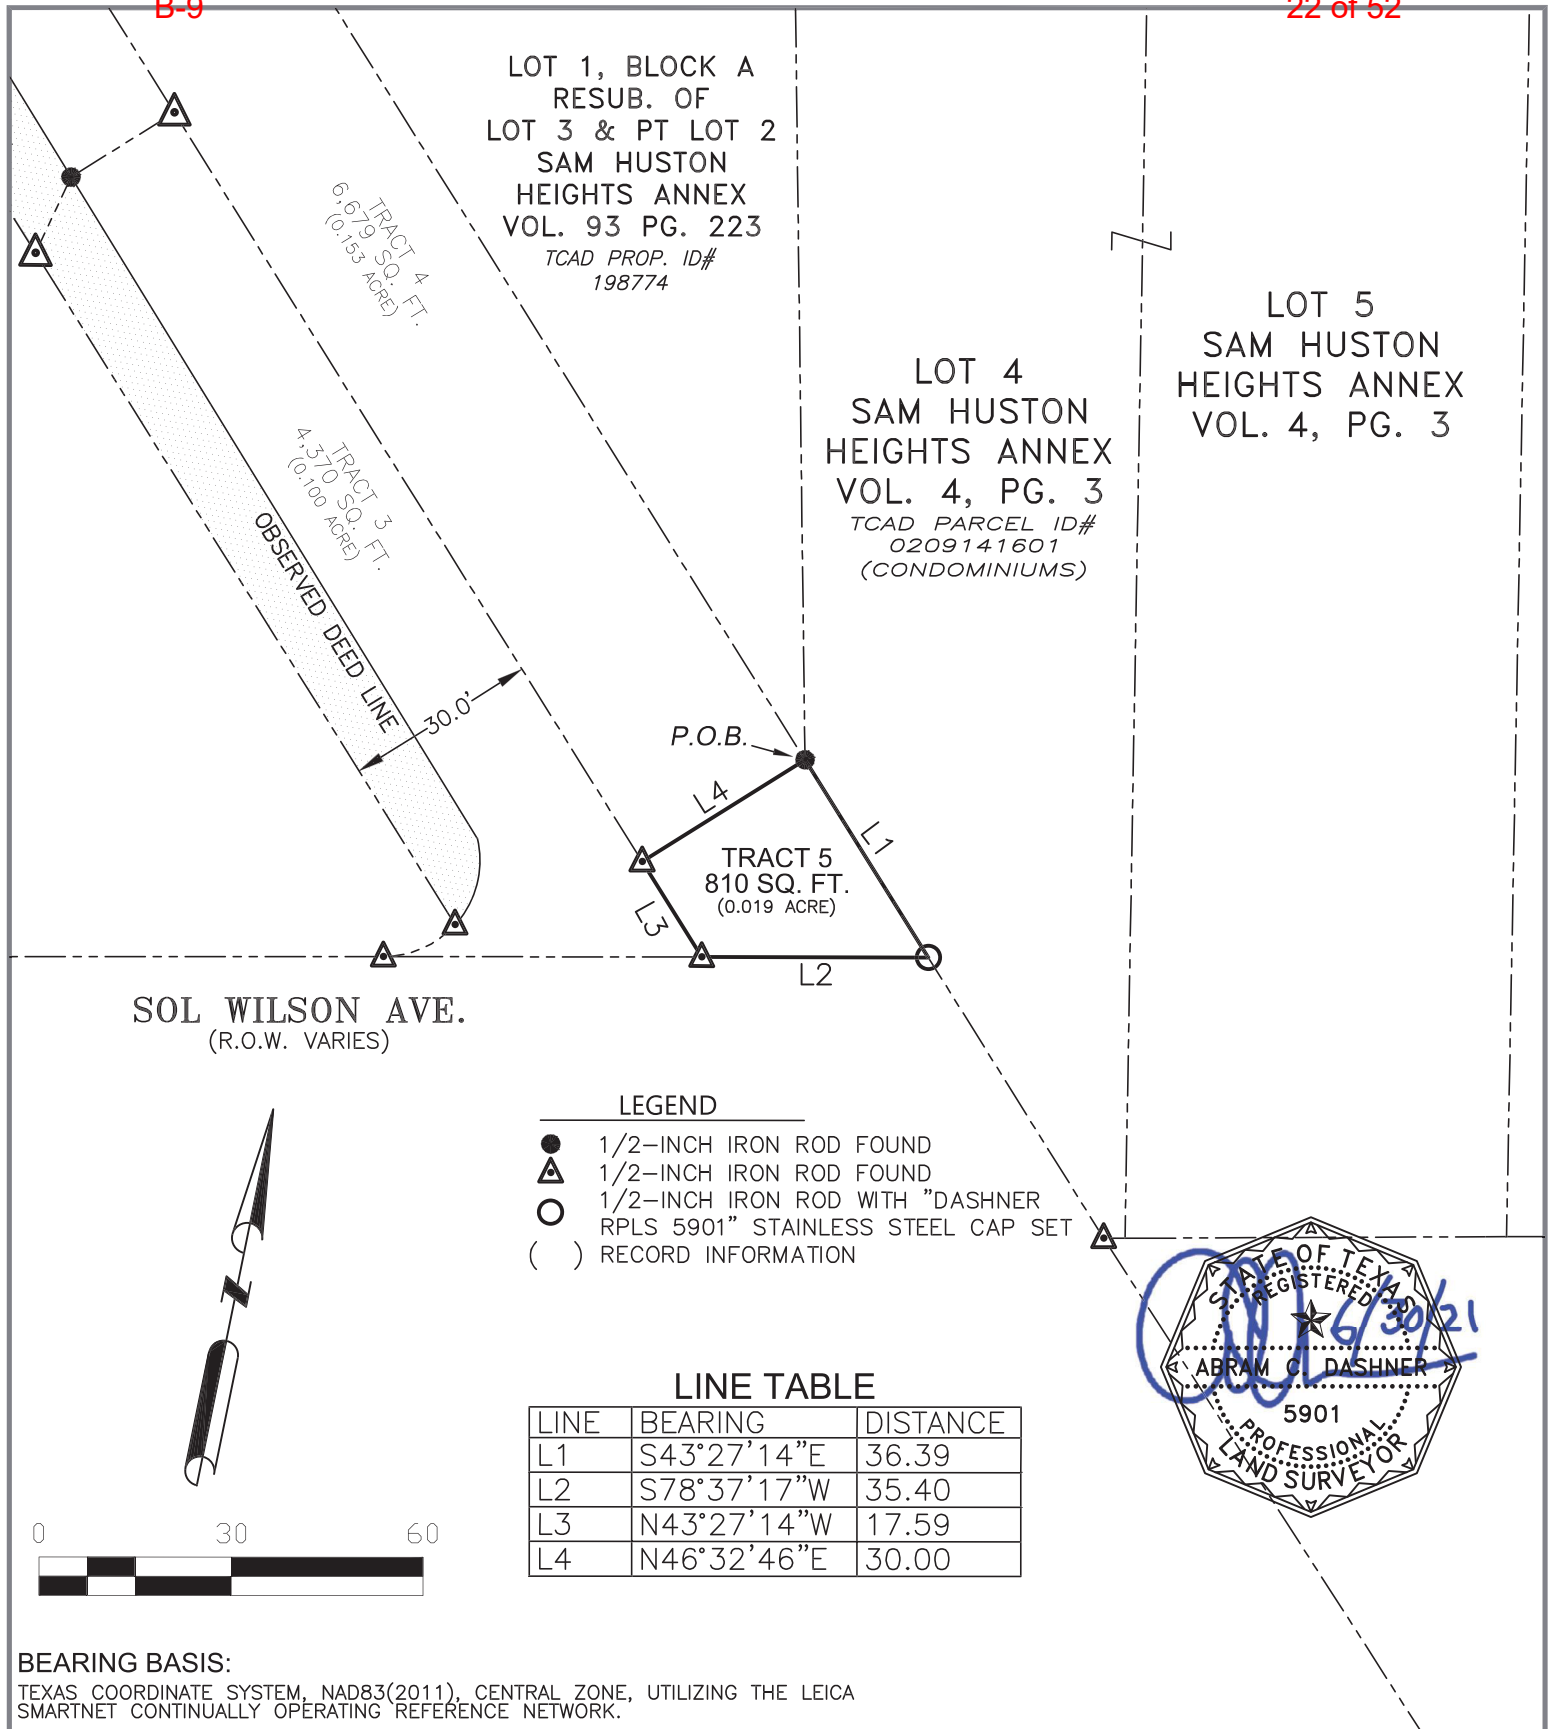 B-9
22 of 52
LOT 1, BLOCK A
RESUB. OF
LOT 3 & PT LOT 2
SAM HUSTON
HEIGHTS ANNEX
VOL. 93 PG. 223
TCAD PROP. ID#
198774
TRACT 4
6,679 SQ. FT.
(0.153 ACRE)
LOT 5
SAM HUSTON
HEIGHTS ANNEX
VOL. 4, PG. 3
LOT 4
SAM HUSTON
HEIGHTS ANNEX
VOL. 4, PG. 3
TCAD PARCEL ID#
0209141601
(CONDOMINIUMS)
TRACT 3
4,370 SQ. FT.
(0.100 ACRE)
OBSERVED DEED LINE
30.0'
P.O.B.
L4
L1
TRACT 5
810 SQ. FT.
(0.019 ACRE)
L3
L2
SOL WILSON AVE.
(R.O.W. VARIES)
LEGEND
1/2-INCH IRON ROD FOUND
1/2-INCH IRON ROD FOUND
1/2-INCH IRON ROD WITH "DASHNER
RPLS 5901" STAINLESS STEEL CAP SET
( ) RECORD INFORMATION
STATE OF TEXAS
REGISTERED
6/30/21
ABRAM C. DASHNER
5901
PROFESSIONAL
LAND SURVEYOR
LINE TABLE
LINE BEARING DISTANCE
L1 S43°27'14"E 36.39
L2 S78°37'17"W 35.40
L3 N43°27'14"W 17.59
L4 N46°32'46"E 30.00
N
0 30 60
BEARING BASIS:
TEXAS COORDINATE SYSTEM, NAD83(2011), CENTRAL ZONE, UTILIZING THE LEICA
SMARTNET CONTINUALLY OPERATING REFERENCE NETWORK.